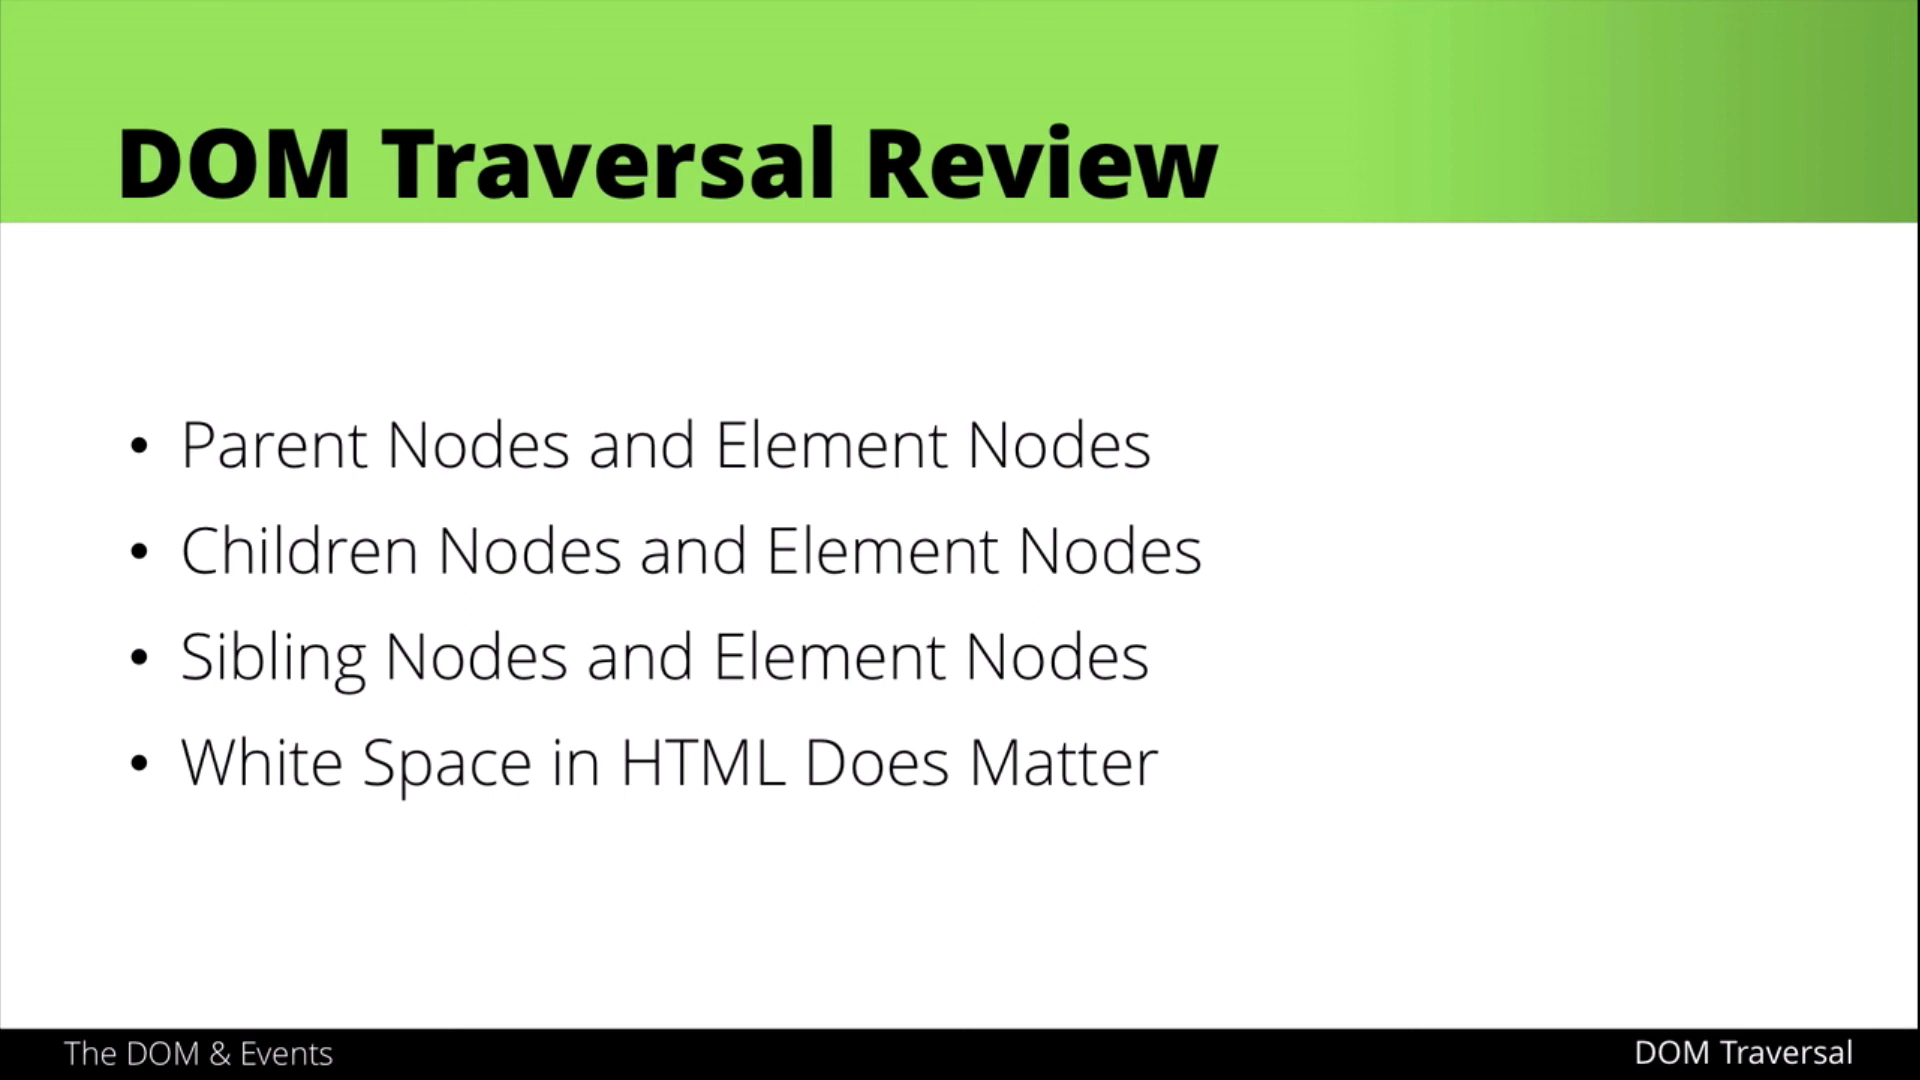 DOM Traversal Review
• Parent Nodes and Element Nodes
• Children Nodes and Element Nodes
• Sibling Nodes and Element Nodes
• White Space in HTML Does Matter
The DOM & Events
DOM Traversal